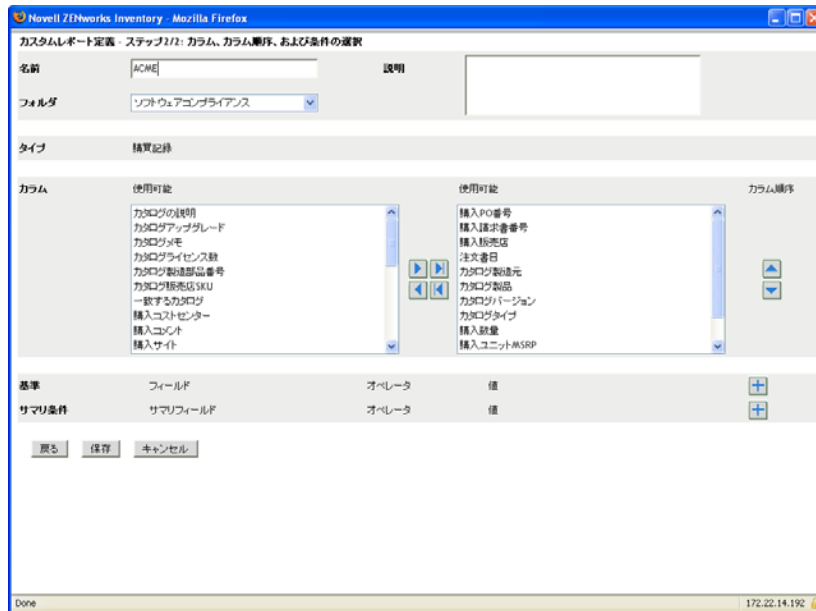 Novell ZENworks Inventory - Mozilla Firefox
カスタムレポート定義 - ステップ2/2: カラム、カラム順序、および条件の選択
名前 ACME 説明
フォルダ ソフトウェアコンプライアンス
タイプ 購買記録
カラム 使用可能 使用可能 カラム順序
カタログの説明 購入PO番号
カタログアップグレード 購入請求書番号
カタログメモ 購入販売店
カタログライセンス数 注文書日
カタログ製造部品番号 カタログ製造元
カタログ販売店SKU カタログ製品
一致するカタログ カタログバージョン
購入コストセンター カタログタイプ
購入コメント 購入数量
購入サイト 購入ユニットMSRP
基準 フィールド オペレータ 値
サマリ条件 サマリフィールド オペレータ 値
戻る 保存 キャンセル
Done 172.22.14.192